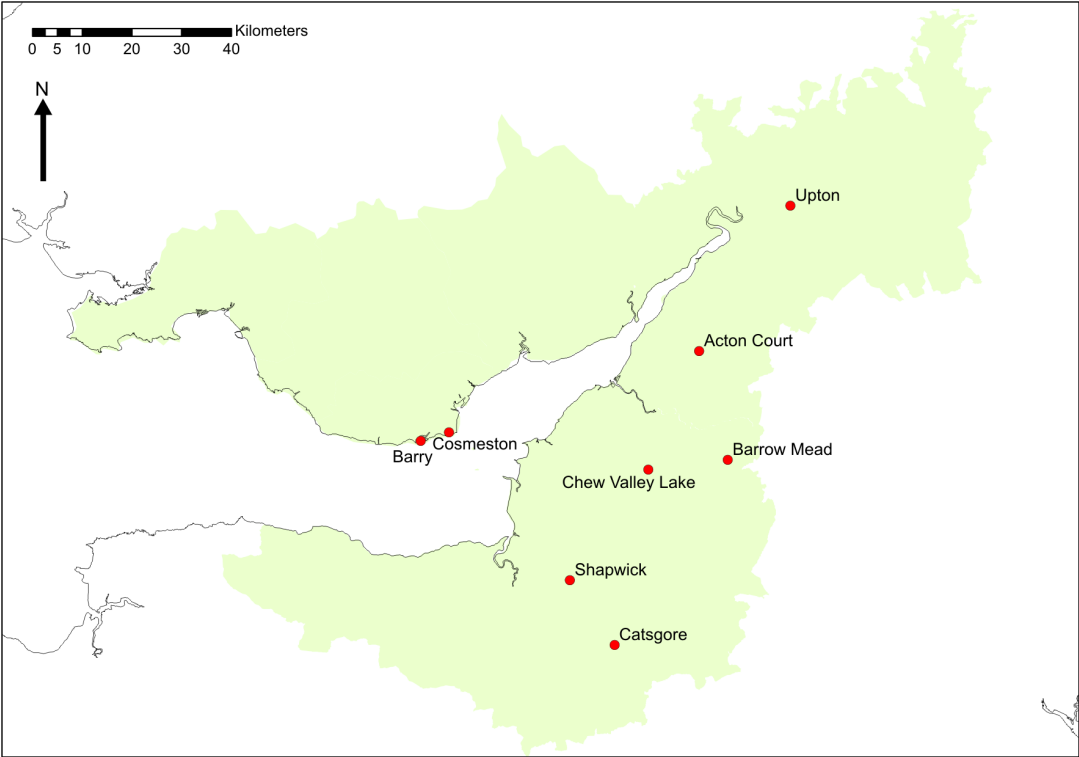 Kilometers
0 5 10 20 30 40
N
Upton
Acton Court
Cosmeston
Barry
Barrow Mead
Chew Valley Lake
Shapwick
Catsgore